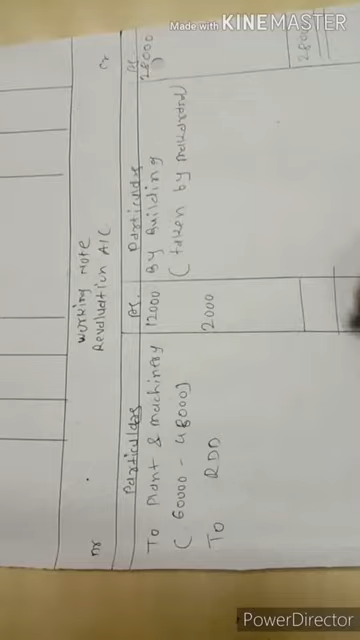 Made with KINEMASTER
Working Note
Revaluation A/C
Dr Cr
Particulars Rs. Particulars Rs.
To Plant & machinery 12000 By Building 28000
( 60000 - 48000) ( taken by
To RDD 2000
PowerDirector